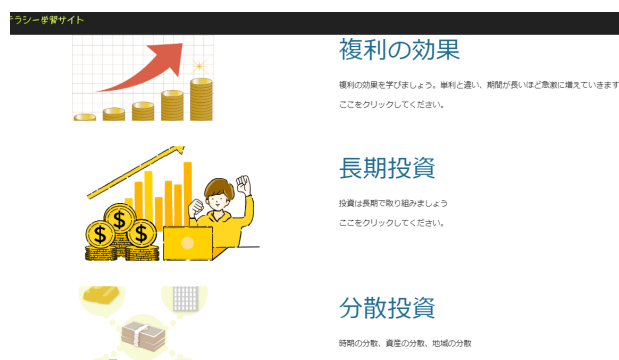 テラシー学習サイト
複利の効果
複利の効果を学びましょう。単利と違い、期間が長いほど急激に増えていきます
ここをクリックしてください。
長期投資
投資は長期で取り組みましょう
ここをクリックしてください。
$ $
$
分散投資
時期の分散、資産の分散、地域の分散